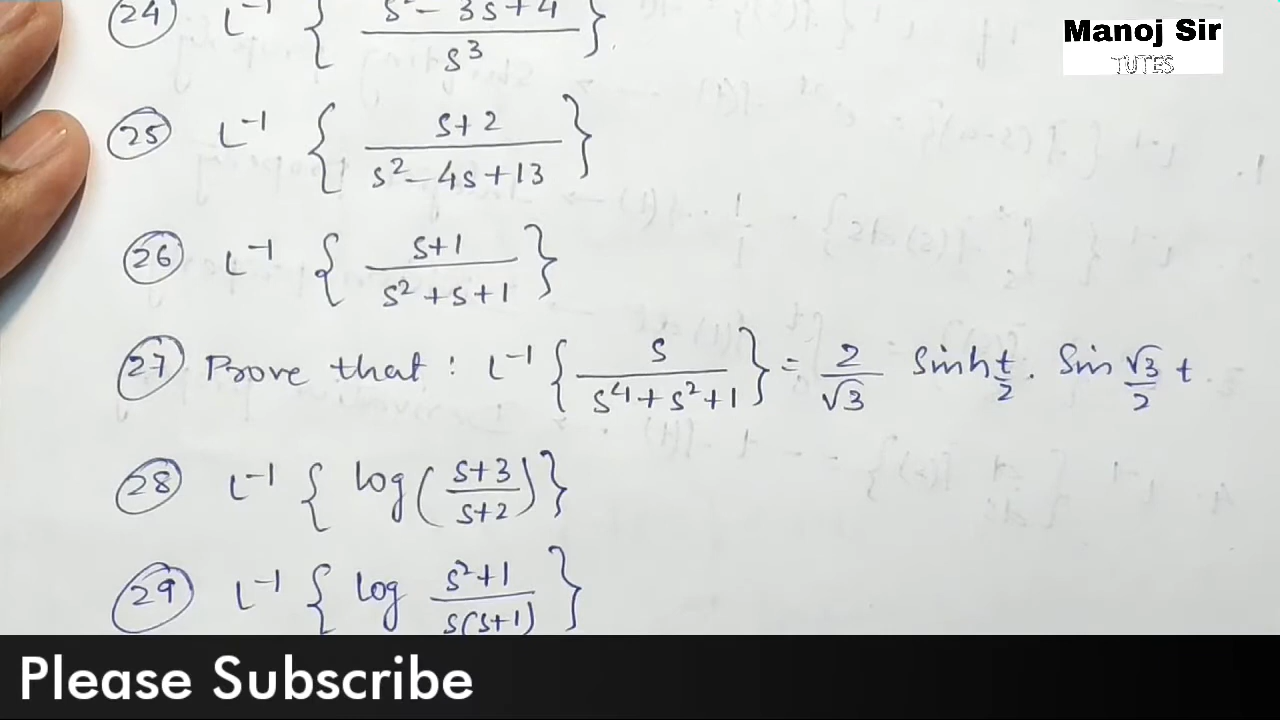 Manoj Sir
TUTES
(24) L⁻¹ { s² - 3s + 4 / s³ }.
(25) L⁻¹ { s+2 / s² - 4s + 13 }
(26) L⁻¹ { s+1 / s² + s + 1 }
(27) Prove that : L⁻¹ { s / s⁴ + s² + 1 } = 2/√3 Sinh t/2 . Sin √3/2 t
(28) L⁻¹ { log ( s+3 / s+2 ) }
(29) L⁻¹ { log s²+1 / s(s+1) }
Please Subscribe